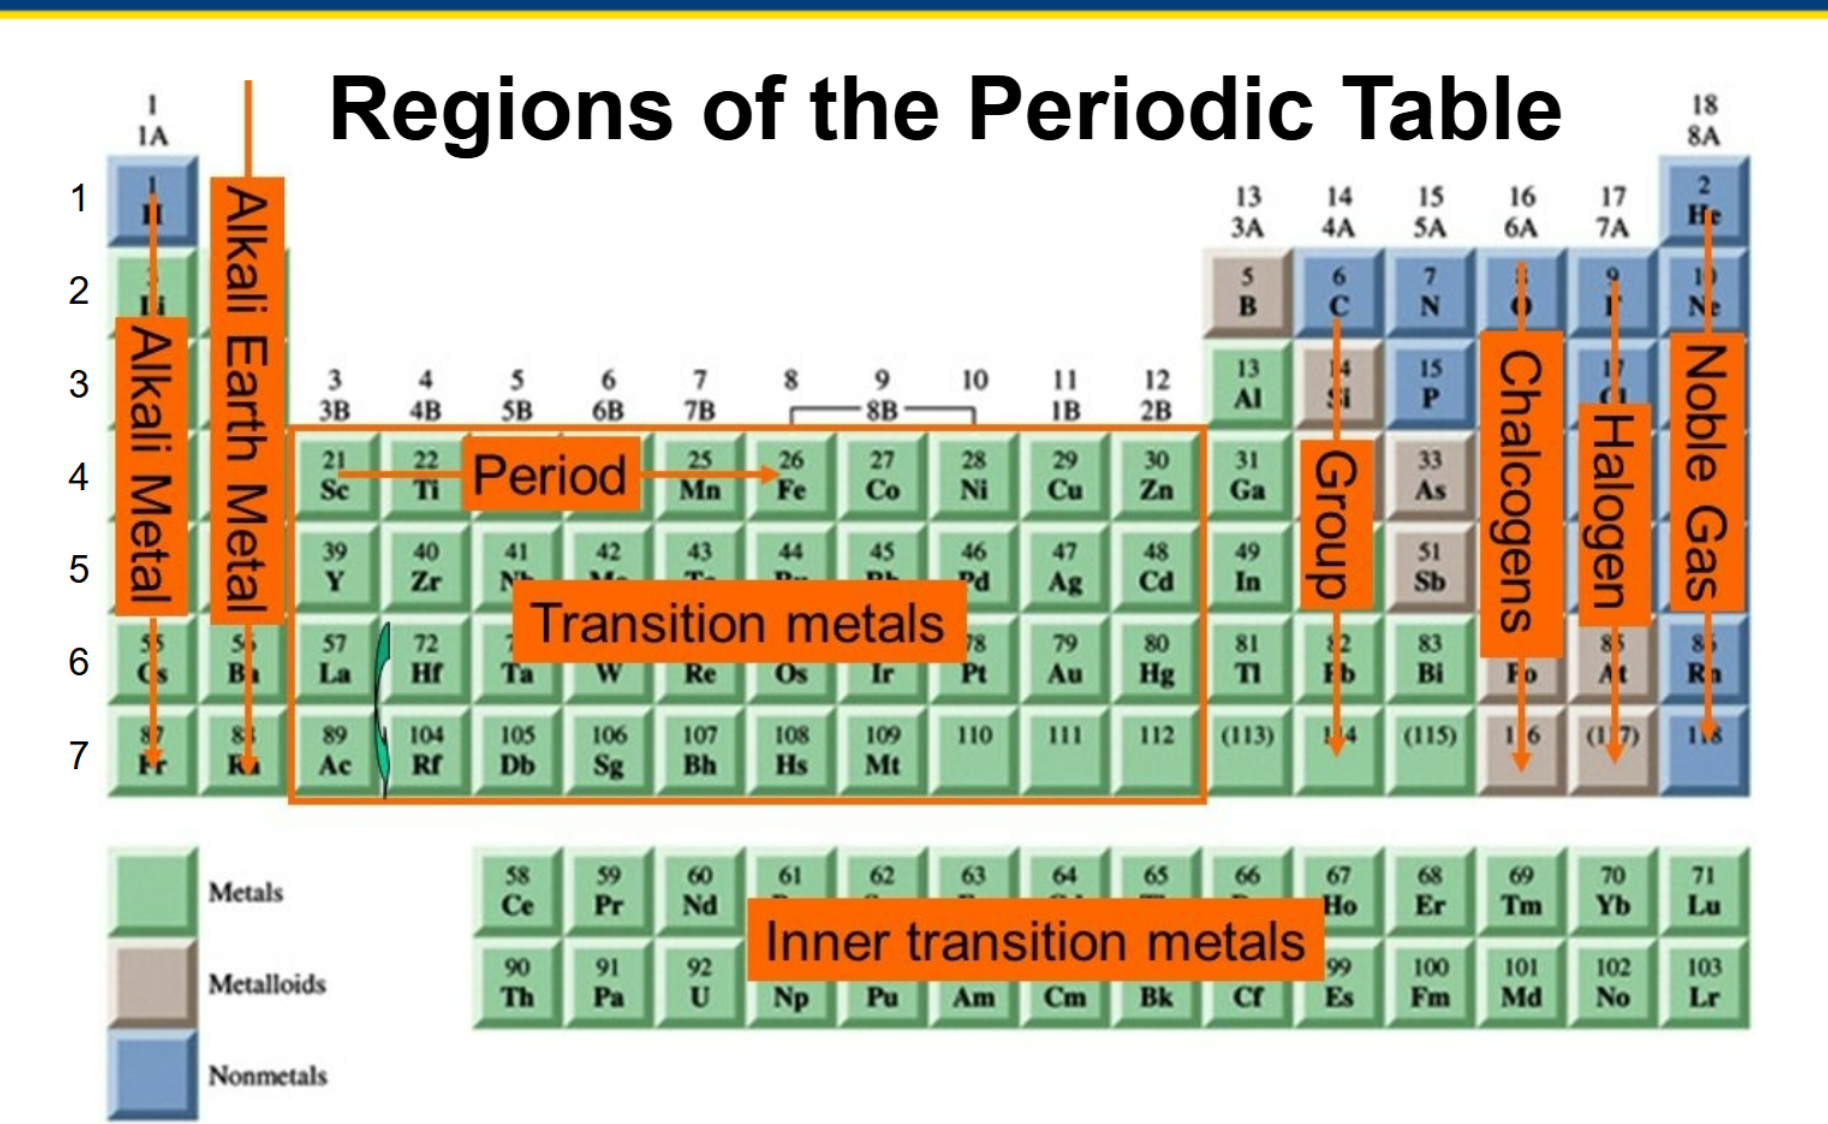 Regions of the Periodic Table
1 18
1A 8A
1 1 H 2 He
13 14 15 16 17
3A 4A 5A 6A 7A
2 Li 5 B 6 C 7 N 8 O 9 F 10 Ne
3 13 Al 14 Si 15 P 17 Cl
3 4 5 6 7 8 9 10 11 12
3B 4B 5B 6B 7B 8B 1B 2B
4 21 Sc 22 Ti 25 Mn 26 Fe 27 Co 28 Ni 29 Cu 30 Zn 31 Ga 33 As
5 39 Y 40 Zr 41 Nb 42 43 44 45 46 Pd 47 Ag 48 Cd 49 In 51 Sb
6 55 Cs 56 Ba 57 La 72 Hf Ta W Re Os Ir 78 Pt 79 Au 80 Hg 81 Tl 82 Pb 83 Bi Po 85 At 86 Rn
7 87 Fr 88 Ra 89 Ac 104 Rf 105 Db 106 Sg 107 Bh 108 Hs 109 Mt 110 111 112 (113) 114 (115) 116 (117) 118
Alkali Metal
Alkali Earth Metal
Period
Transition metals
Group
Chalcogens
Halogen
Noble Gas
58 Ce 59 Pr 60 Nd 61 62 63 64 65 66 67 Ho 68 Er 69 Tm 70 Yb 71 Lu
90 Th 91 Pa 92 U Np Pu Am Cm Bk Cf 99 Es 100 Fm 101 Md 102 No 103 Lr
Inner transition metals
Metals
Metalloids
Nonmetals